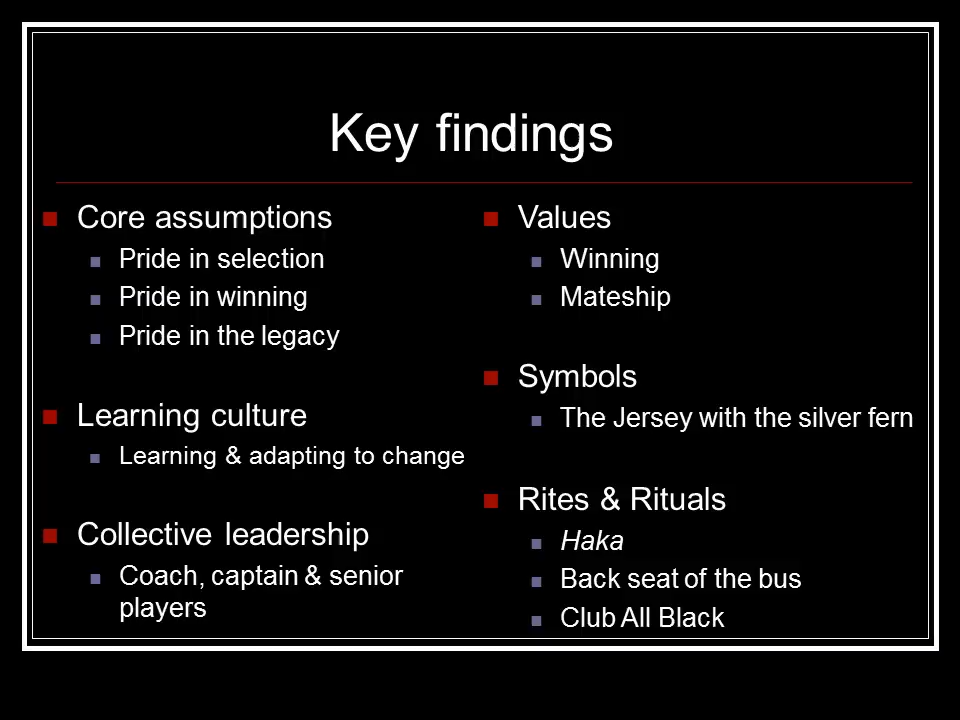 Key findings
Core assumptions
Pride in selection
Pride in winning
Pride in the legacy
Learning culture
Learning & adapting to change
Collective leadership
Coach, captain & senior
players
Values
Winning
Mateship
Symbols
The Jersey with the silver fern
Rites & Rituals
Haka
Back seat of the bus
Club All Black